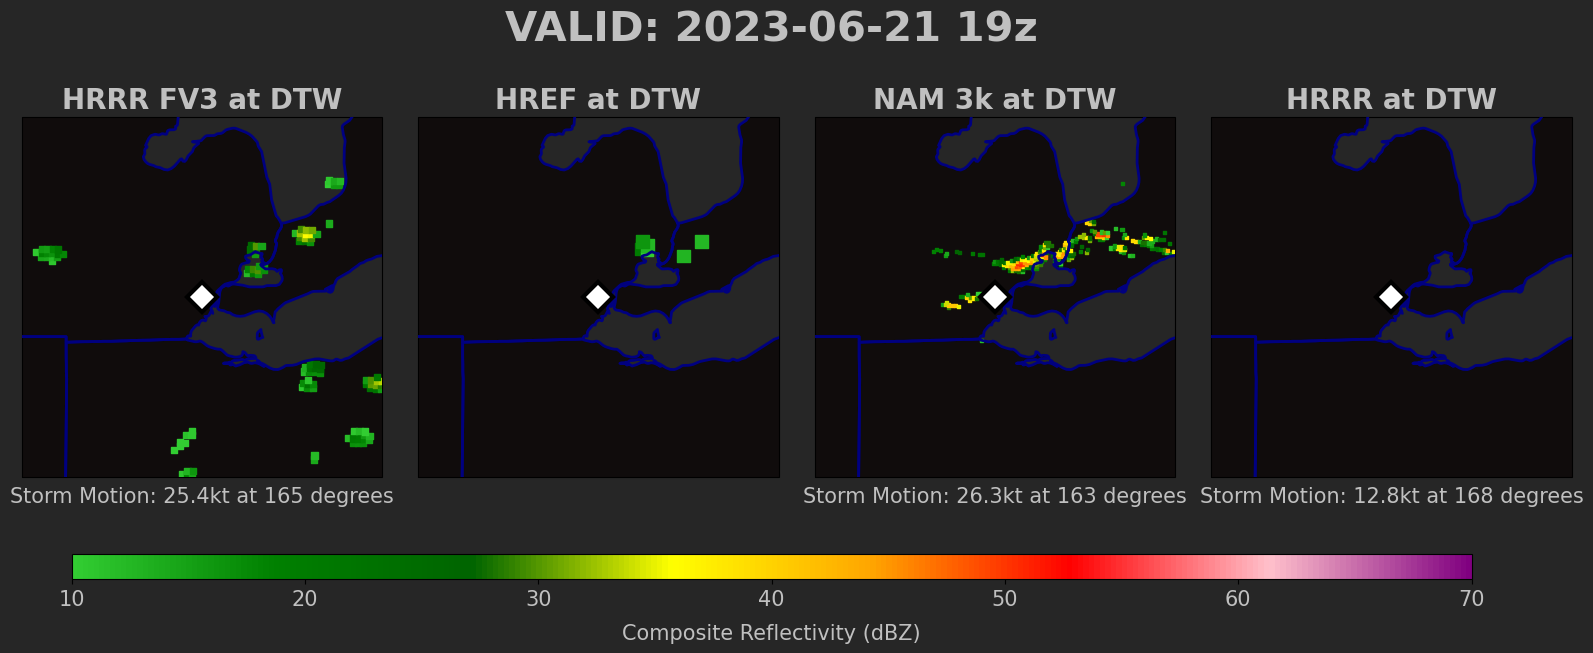 VALID: 2023-06-21 19z
HRRR FV3 at DTW
HREF at DTW
NAM 3k at DTW
HRRR at DTW
Storm Motion: 25.4kt at 165 degrees
Storm Motion: 26.3kt at 163 degrees
Storm Motion: 12.8kt at 168 degrees
10 20 30 40 50 60 70
Composite Reflectivity (dBZ)